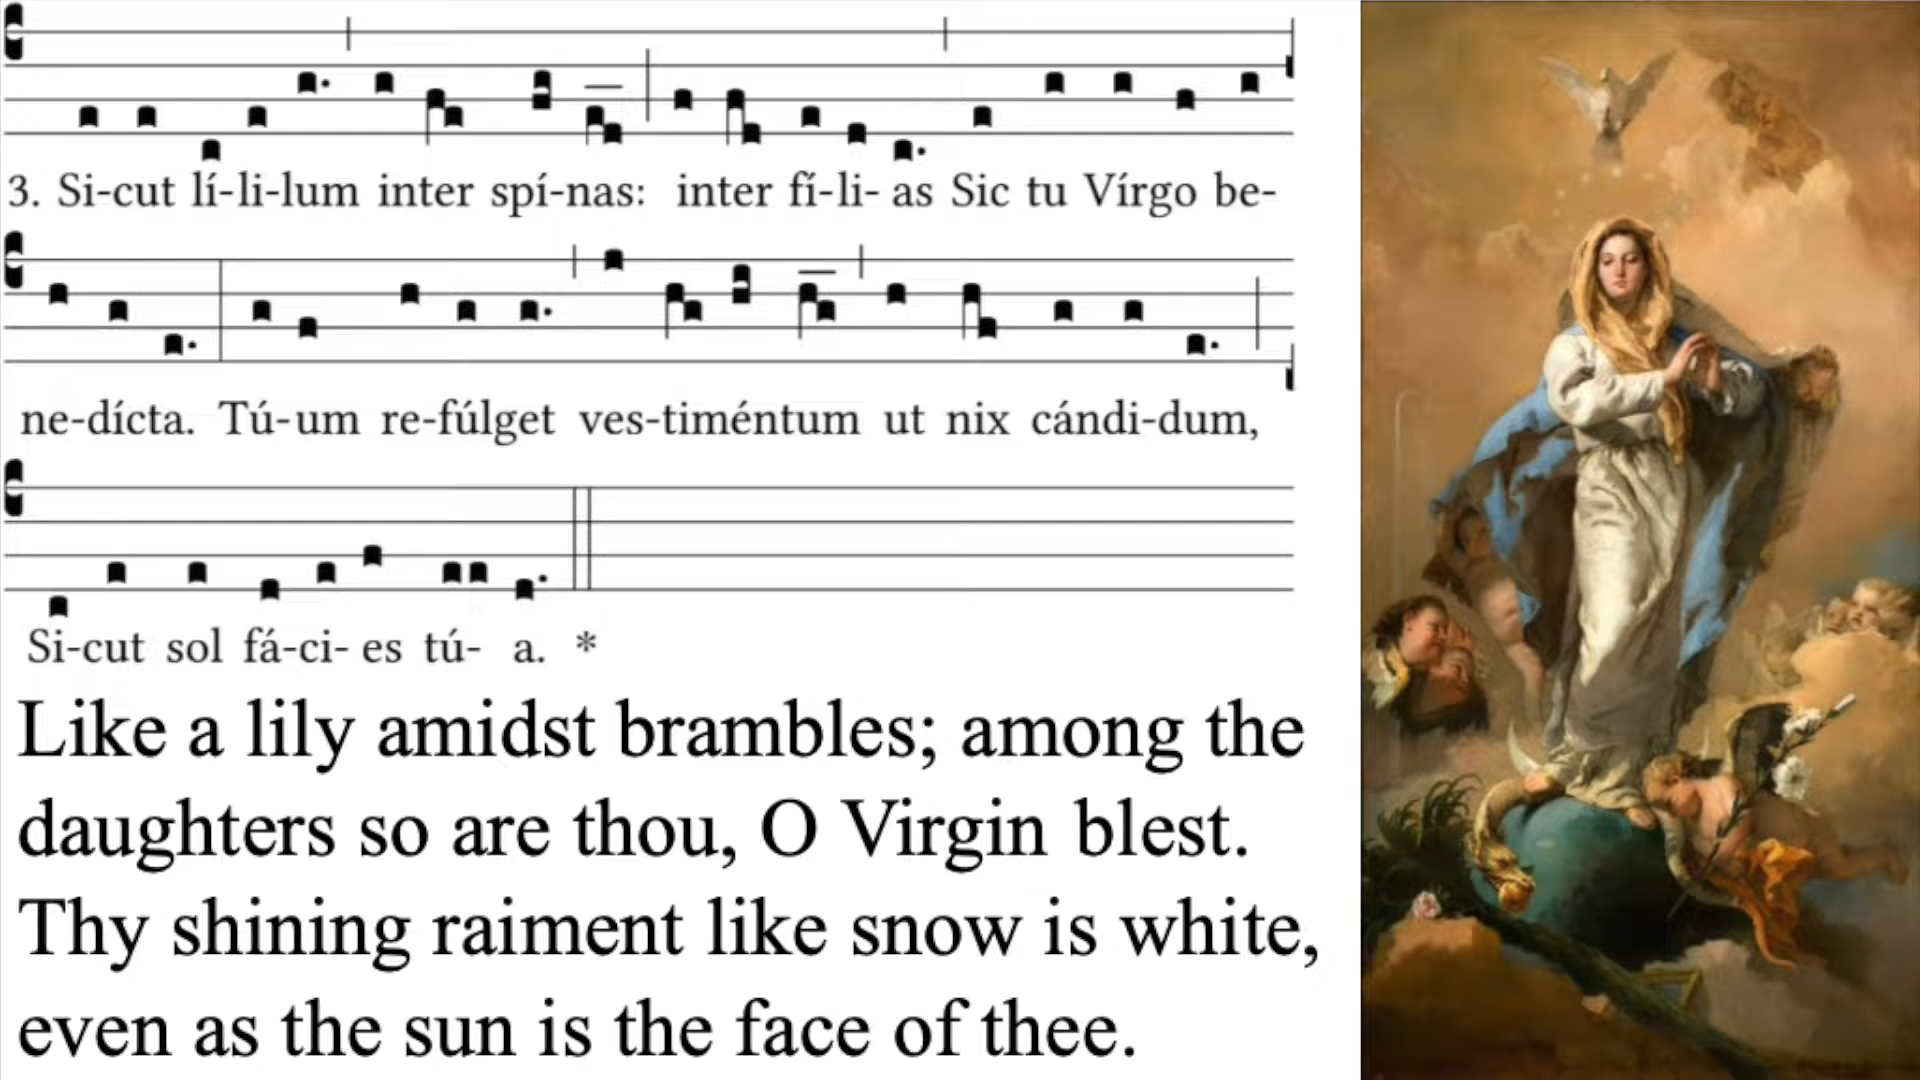 3. Si-cut lí-li-lum inter spí-nas: inter fí-li- as Sic tu Vírgo be-
ne-dícta. Tú-um re-fúlget ves-timéntum ut nix cándi-dum,
Si-cut sol fá-ci- es tú- a. *
Like a lily amidst brambles; among the
daughters so are thou, O Virgin blest.
Thy shining raiment like snow is white,
even as the sun is the face of thee.